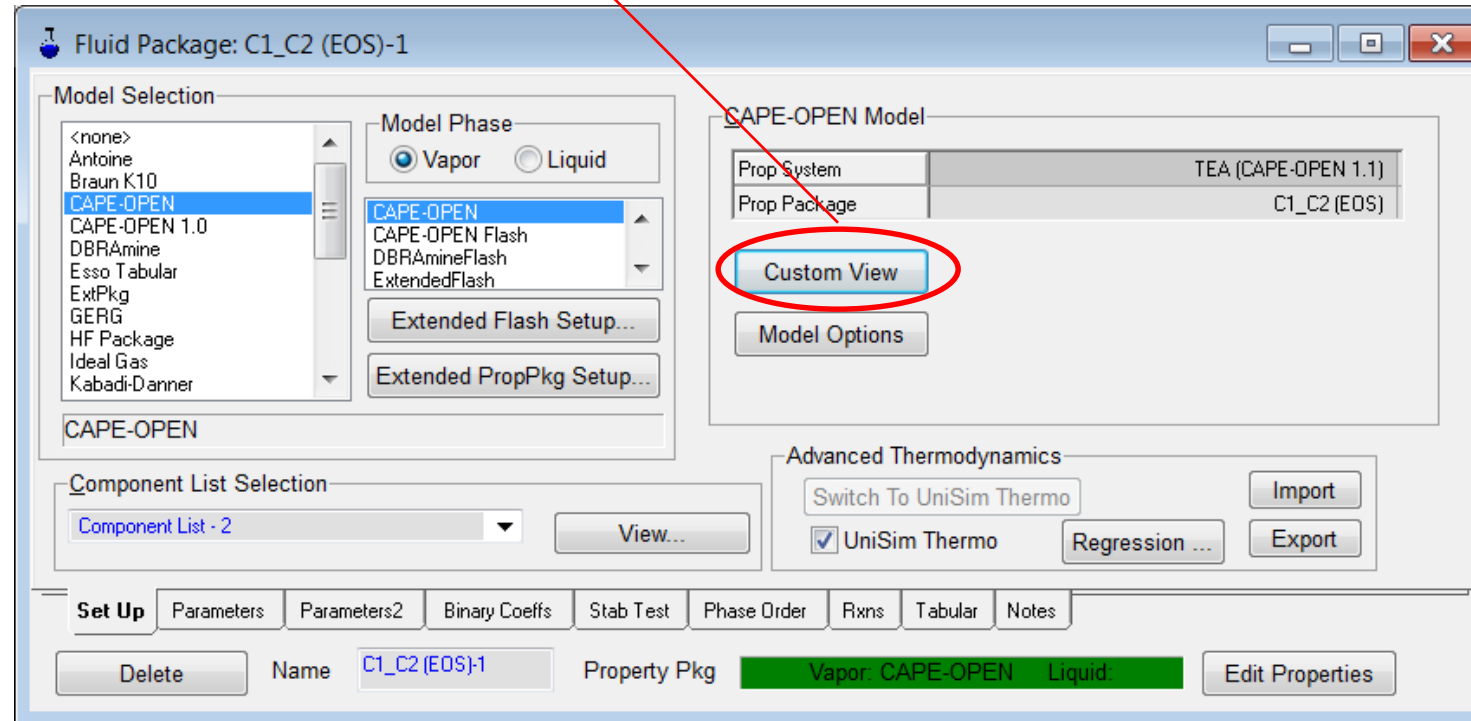 Fluid Package: C1_C2 (EOS)-1
Model Selection
<none>
Antoine
Braun K10
CAPE-OPEN
CAPE-OPEN 1.0
DBRAmine
Esso Tabular
ExtPkg
GERG
HF Package
Ideal Gas
Kabadi-Danner
CAPE-OPEN
Model Phase
Vapor Liquid
CAPE-OPEN
CAPE-OPEN Flash
DBRAmineFlash
ExtendedFlash
Extended Flash Setup...
Extended PropPkg Setup...
CAPE-OPEN Model
Prop System TEA (CAPE-OPEN 1.1)
Prop Package C1_C2 (EOS)
Custom View
Model Options
Component List Selection
Component List - 2 View...
Advanced Thermodynamics
Switch To UniSim Thermo Import
UniSim Thermo Regression ... Export
Set Up Parameters Parameters2 Binary Coeffs Stab Test Phase Order Rxns Tabular Notes
Delete Name C1_C2 (EOS)-1 Property Pkg Vapor: CAPE-OPEN Liquid: Edit Properties